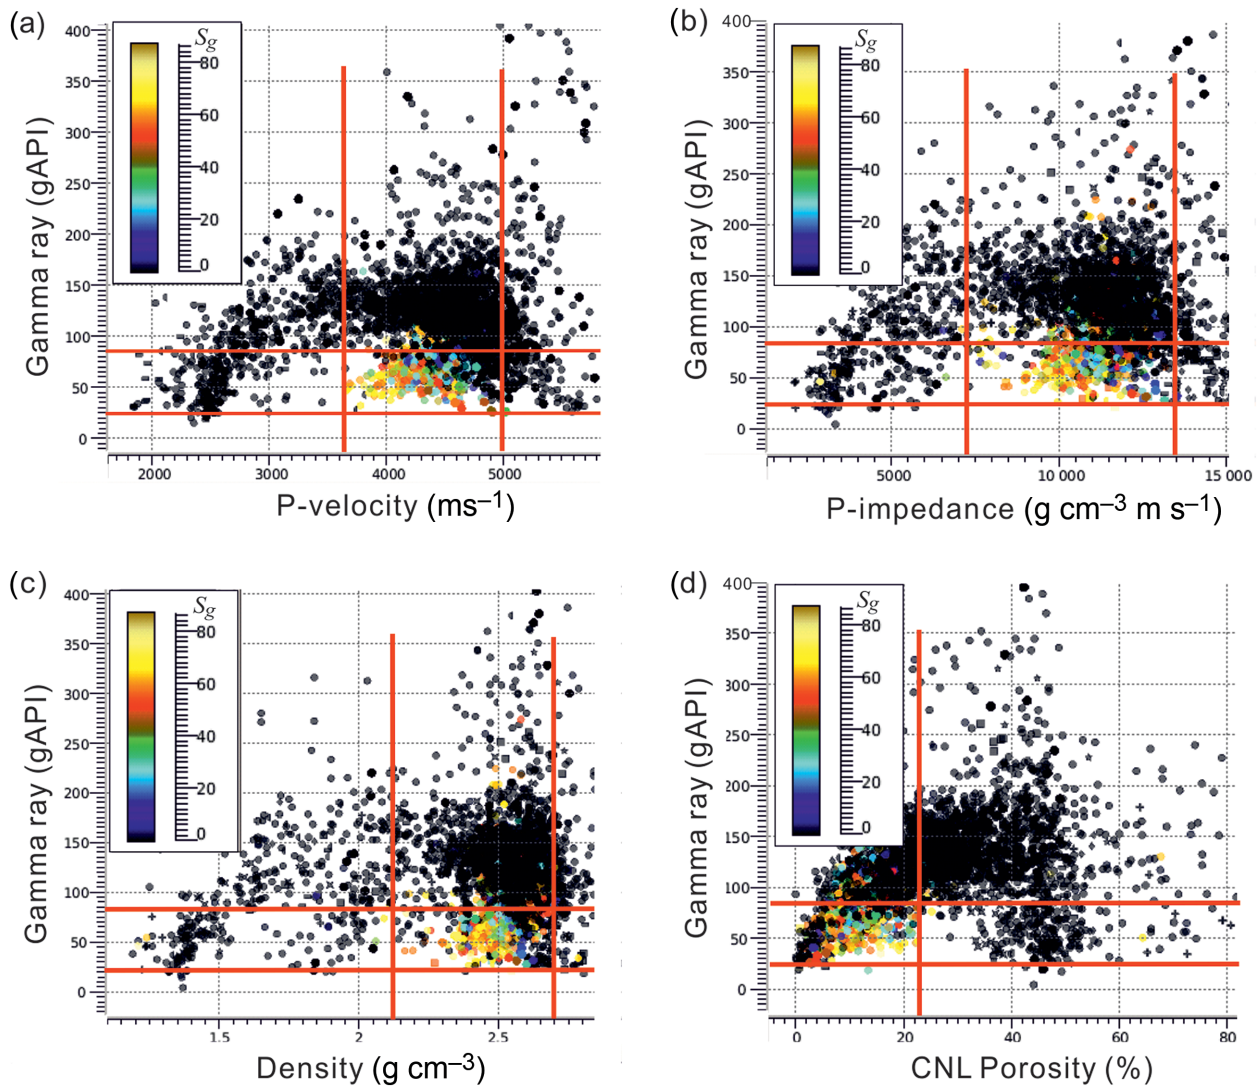 (a)
Gamma ray (gAPI)
400
350
300
250
200
150
100
50
0
S_g
80
60
40
20
0
2000 3000 4000 5000
P-velocity (ms⁻¹)
(b)
Gamma ray (gAPI)
400
350
300
250
200
150
100
50
0
S_g
80
60
40
20
0
5000 10 000 15 000
P-impedance (g cm⁻³ m s⁻¹)
(c)
Gamma ray (gAPI)
400
350
300
250
200
150
100
50
0
S_g
80
60
40
20
0
1.5 2 2.5
Density (g cm⁻³)
(d)
Gamma ray (gAPI)
400
350
300
250
200
150
100
50
0
S_g
80
60
40
20
0
0 20 40 60 80
CNL Porosity (%)